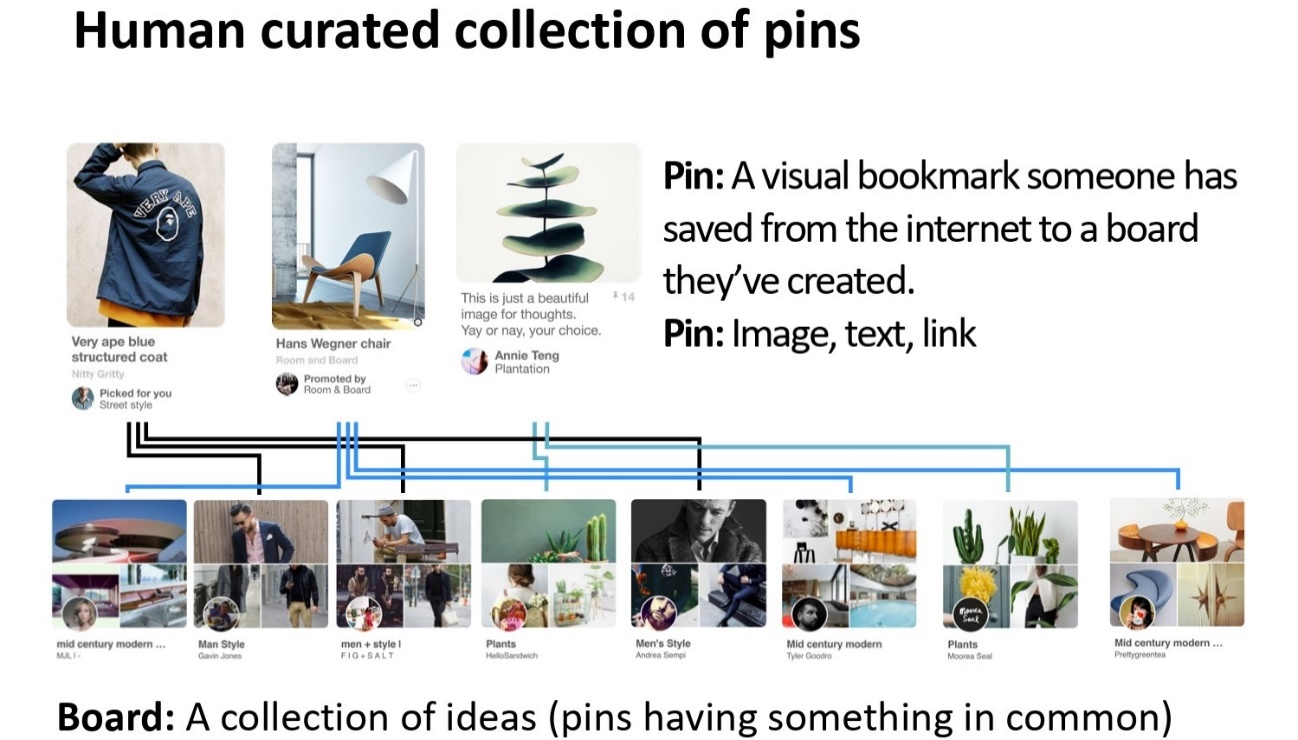 Human curated collection of pins
VERY APE
Very ape blue
structured coat
Nitty Gritty
Picked for you
Street style
Hans Wegner chair
Room and Board
Promoted by
Room & Board
This is just a beautiful
image for thoughts.
Yay or nay, your choice.
14
Annie Teng
Plantation
Pin: A visual bookmark someone has
saved from the internet to a board
they’ve created.
Pin: Image, text, link
mid century modern ...
MJL I -
Man Style
Gavin Jones
men + style I
FIG+SALT
Plants
HelloSandwich
Men's Style
Andrea Sempi
Mid century modern
Tyler Goodro
Moorea
Seal
Plants
Moorea Seal
Mid century modern ...
Prettygreentea
Board: A collection of ideas (pins having something in common)